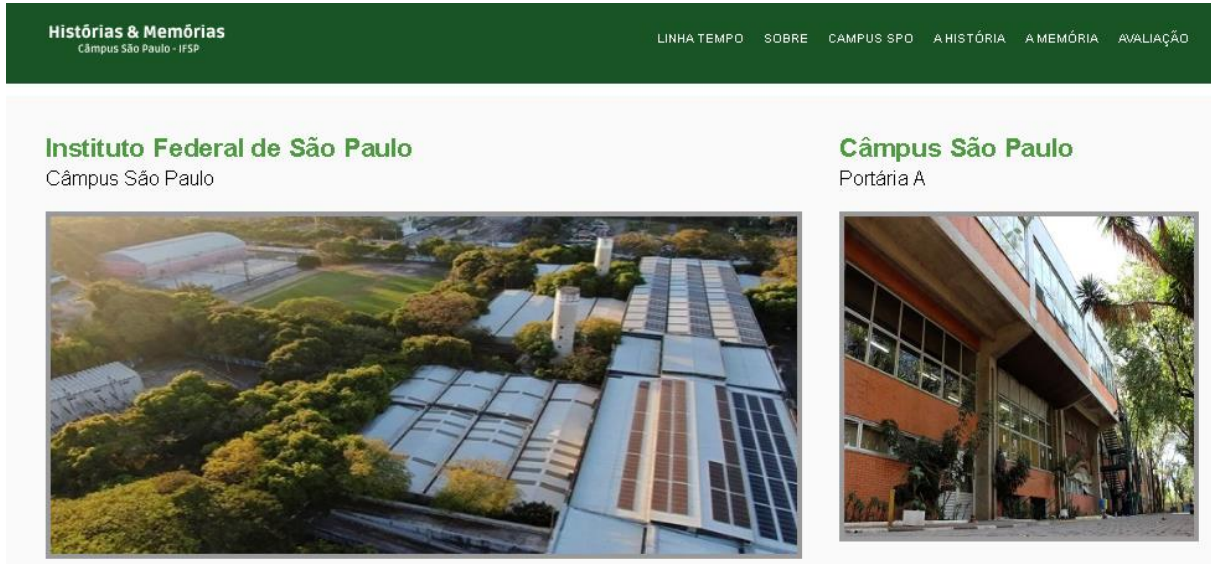 Histórias & Memórias
Câmpus São Paulo - IFSP
LINHA TEMPO SOBRE CAMPUS SPO A HISTÓRIA A MEMÓRIA AVALIAÇÃO
Instituto Federal de São Paulo
Câmpus São Paulo
Câmpus São Paulo
Portária A